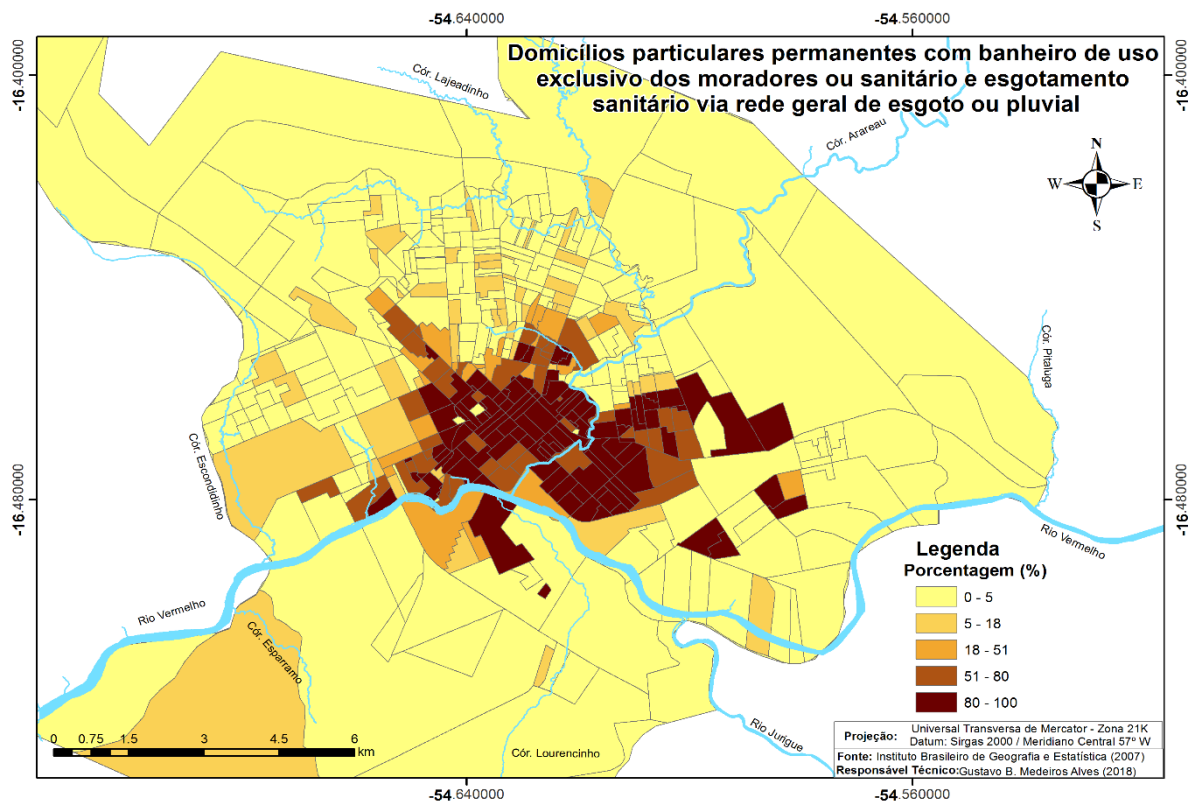 -54.640000
-54.560000
-16.400000
-16.400000
Domicílios particulares permanentes com banheiro de uso
exclusivo dos moradores ou sanitário e esgotamento
sanitário via rede geral de esgoto ou pluvial
Cór. Lajeadinho
Cór. Arareau
N
W
E
S
Cór. Pitaluga
Cór. Escondidinho
-16.480000
-16.480000
Rio Vermelho
Rio Vermelho
Cór. Esparramo
Legenda
Porcentagem (%)
0 - 5
5 - 18
18 - 51
51 - 80
80 - 100
Rio Jurigue
Cór. Lourencinho
0 0.75 1.5 3 4.5 6
km
Projeção: Universal Transversa de Mercator - Zona 21K
Datum: Sirgas 2000 / Meridiano Central 57º W
Fonte: Instituto Brasileiro de Geografia e Estatística (2007)
Responsável Técnico:Gustavo B. Medeiros Alves (2018)
-54.640000
-54.560000